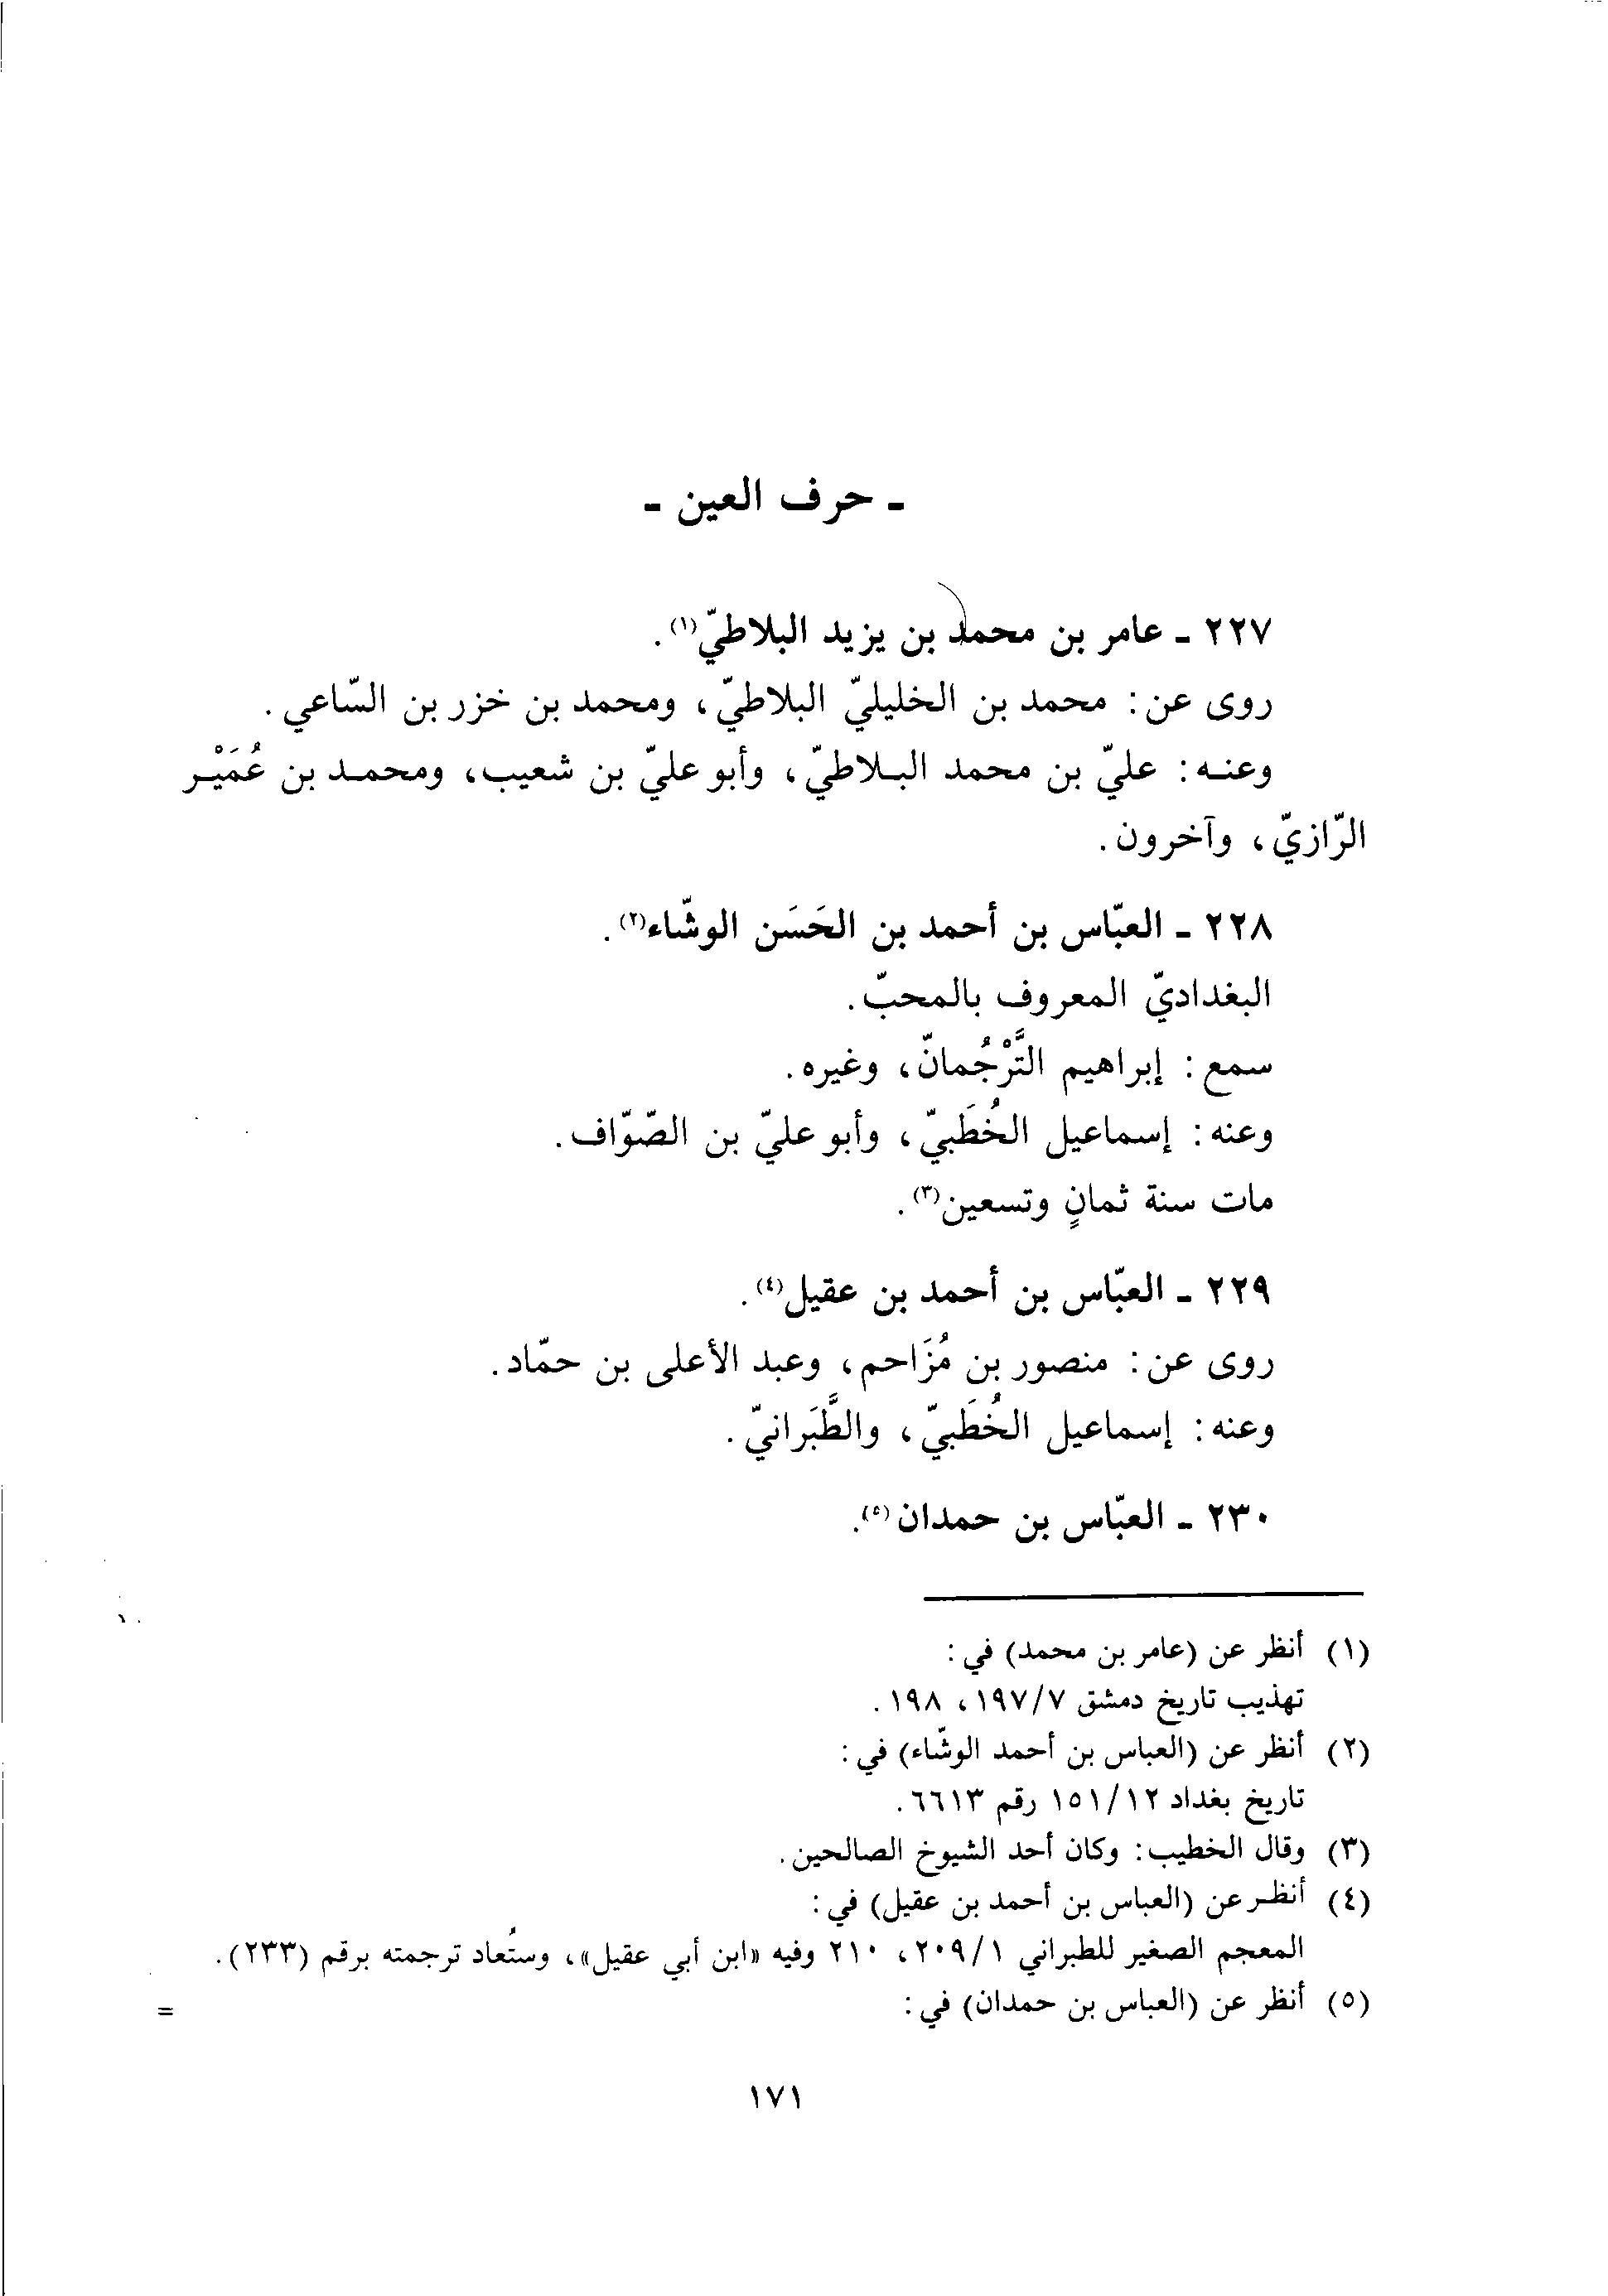 - حرف العين -
٢٢٧ - عامر بن محمد بن يزيد البلاطيّ(١).
روى عن: محمد بن الخليليّ البلاطيّ، ومحمد بن خزر بن السّاعي.
وعنـه: عليّ بن محمد البـلاطيّ، وأبو عليّ بن شعيب، ومحمـد بن عُمَيْـر
الرّازيّ، وآخرون.
٢٢٨ - العبّاس بن أحمد بن الحَسَن الوشّاء(٢).
البغداديّ المعروف بالمحبّ.
سمع: إبراهيم التَّرْجُمانّ، وغيره.
وعنه: إسماعيل الخُطَبيّ، وأبو عليّ بن الصّوّاف.
مات سنة ثمانٍ وتسعين(٣).
٢٢٩ - العبّاس بن أحمد بن عقيل(٤).
روى عن: منصور بن مُزَاحم، وعبد الأعلى بن حمّاد.
وعنه: إسماعيل الخُطَبيّ، والطَّبَرانيّ.
٢٣٠ - العبّاس بن حمدان(٥).
(١) أنظر عن (عامر بن محمد) في:
تهذيب تاريخ دمشق ١٩٧/٧، ١٩٨.
(٢) أنظر عن (العباس بن أحمد الوشّاء) في:
تاريخ بغداد ١٥١/١٢ رقم ٦٦١٣.
(٣) وقال الخطيب: وكان أحد الشيوخ الصالحين.
(٤) أنظـر عن (العباس بن أحمد بن عقيل) في:
المعجم الصغير للطبراني ٢٠٩/١، ٢١٠ وفيه «ابن أبي عقيل»، وستُعاد ترجمته برقم (٢٣٣).
(٥) أنظر عن (العباس بن حمدان) في: =
١٧١